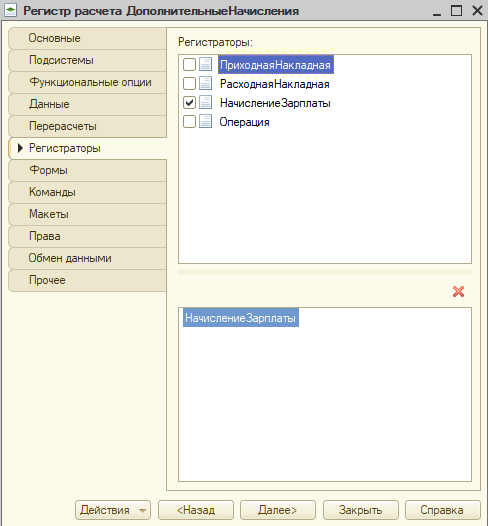 Регистр расчета ДополнительныеНачисления
Основные
Подсистемы
Функциональные опции
Данные
Перерасчеты
Регистраторы
Формы
Команды
Макеты
Права
Обмен данными
Прочее
Регистраторы:
ПриходнаяНакладная
РасходнаяНакладная
НачислениеЗарплаты
Операция
НачислениеЗарплаты
Действия
<Назад
Далее>
Закрыть
Справка